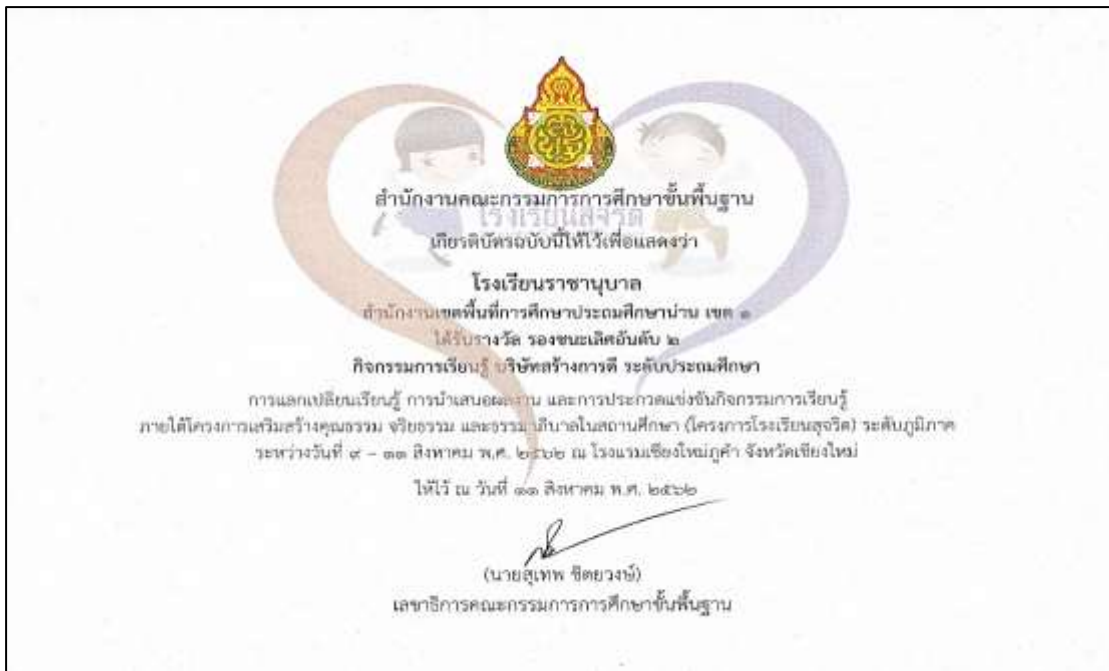 สำนักงานคณะกรรมการการศึกษาขั้นพื้นฐาน
โรงเรียนสุจริต
เกียรติบัตรฉบับนี้ให้ไว้เพื่อแสดงว่า
โรงเรียนราชานุบาล
สำนักงานเขตพื้นที่การศึกษาประถมศึกษาน่าน เขต ๑
ได้รับรางวัล รองชนะเลิศอันดับ ๒
กิจกรรมการเรียนรู้ บริษัทสร้างการดี ระดับประถมศึกษา
การแลกเปลี่ยนเรียนรู้ การนำเสนอผลงาน และการประกวดแข่งขันกิจกรรมการเรียนรู้
ภายใต้โครงการเสริมสร้างคุณธรรม จริยธรรม และธรรมาภิบาลในสถานศึกษา (โครงการโรงเรียนสุจริต) ระดับภูมิภาค
ระหว่างวันที่ ๙ – ๑๑ สิงหาคม พ.ศ. ๒๕๖๒ ณ โรงแรมเชียงใหม่ภูคำ จังหวัดเชียงใหม่
ให้ไว้ ณ วันที่ ๑๑ สิงหาคม พ.ศ. ๒๕๖๒
(นายสุเทพ ชิตยวงษ์)
เลขาธิการคณะกรรมการการศึกษาขั้นพื้นฐาน